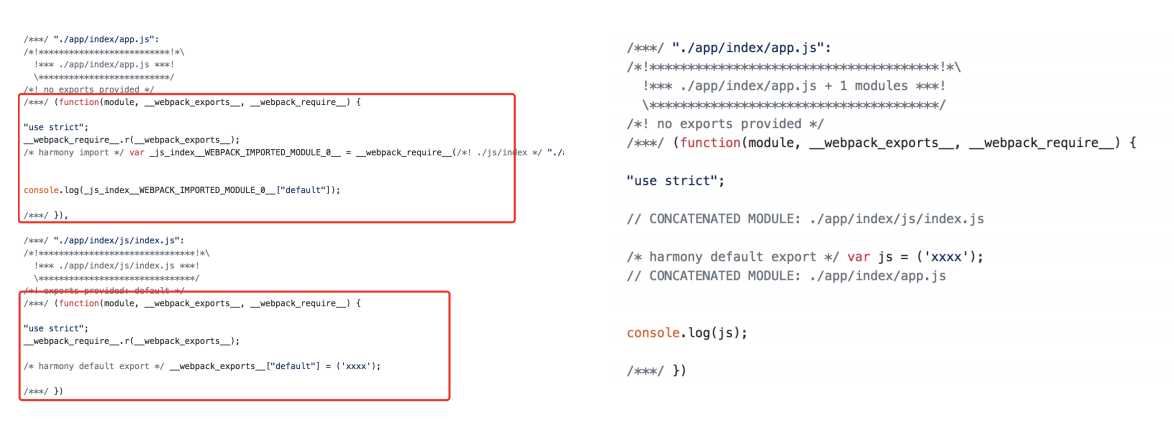 /***/ "./app/index/app.js":
/*!**************************!*\
!*** ./app/index/app.js ***!
\**************************/
/*! no exports provided */
/***/ (function(module, __webpack_exports__, __webpack_require__) {
"use strict";
__webpack_require__.r(__webpack_exports__);
/* harmony import */ var _js_index__WEBPACK_IMPORTED_MODULE_0__ = __webpack_require__(/*! ./js/index */ "./a
console.log(_js_index__WEBPACK_IMPORTED_MODULE_0__["default"]);
/***/ }),
/***/ "./app/index/js/index.js":
/*!*******************************!*\
!*** ./app/index/js/index.js ***!
\*******************************/
/*! exports provided: default */
/***/ (function(module, __webpack_exports__, __webpack_require__) {
"use strict";
__webpack_require__.r(__webpack_exports__);
/* harmony default export */ __webpack_exports__["default"] = ('xxxx');
/***/ })
/***/ "./app/index/app.js":
/*!**************************************!*\
!*** ./app/index/app.js + 1 modules ***!
\**************************************/
/*! no exports provided */
/***/ (function(module, __webpack_exports__, __webpack_require__) {
"use strict";
// CONCATENATED MODULE: ./app/index/js/index.js
/* harmony default export */ var js = ('xxxx');
// CONCATENATED MODULE: ./app/index/app.js
console.log(js);
/***/ })